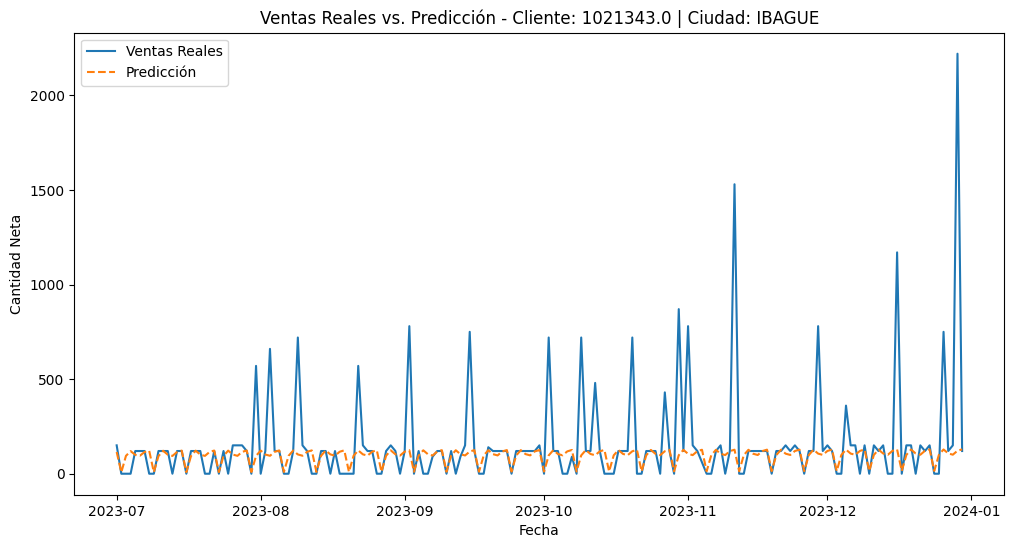 Ventas Reales vs. Predicción - Cliente: 1021343.0 | Ciudad: IBAGUE
Ventas Reales
Predicción
2000
1500
1000
500
0
Cantidad Neta
2023-07
2023-08
2023-09
2023-10
2023-11
2023-12
2024-01
Fecha